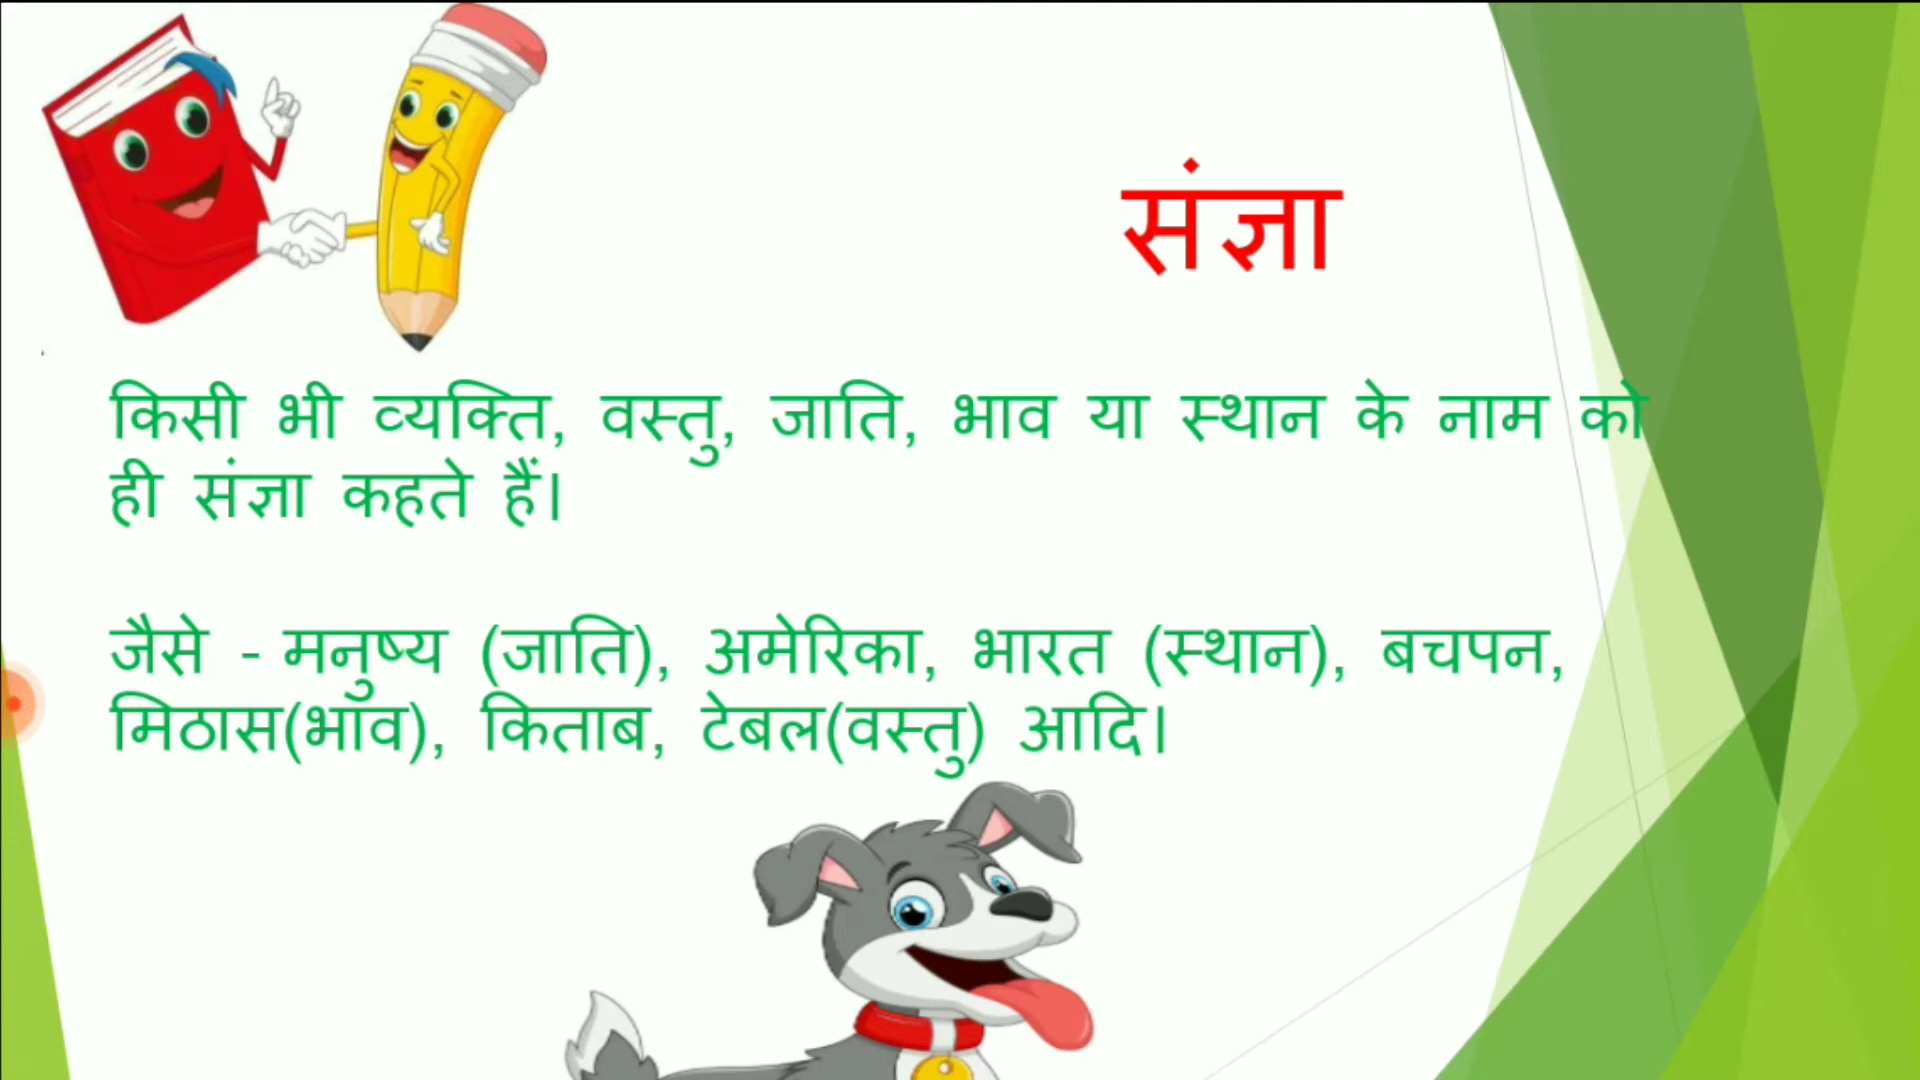 संज्ञा
किसी भी व्यक्ति, वस्तु, जाति, भाव या स्थान के नाम को
ही संज्ञा कहते हैं।
जैसे - मनुष्य (जाति), अमेरिका, भारत (स्थान), बचपन,
मिठास(भाव), किताब, टेबल(वस्तु) आदि।